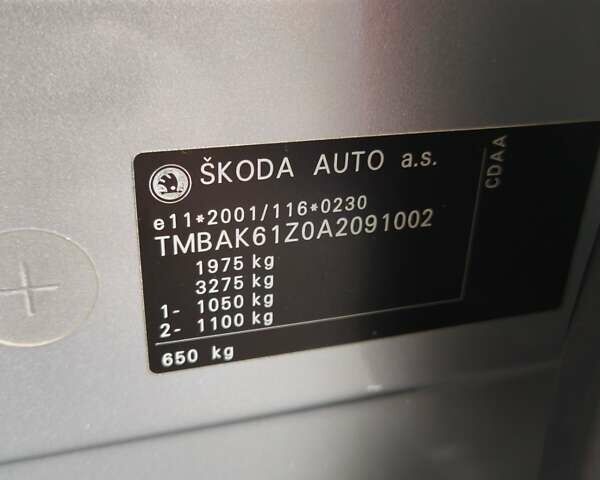 ŠKODA AUTO a.s.
e11*2001/116*0230
TMBAK61Z0A2091002
1975 kg
3275 kg
1- 1050 kg
2- 1100 kg
650 kg
CDAA